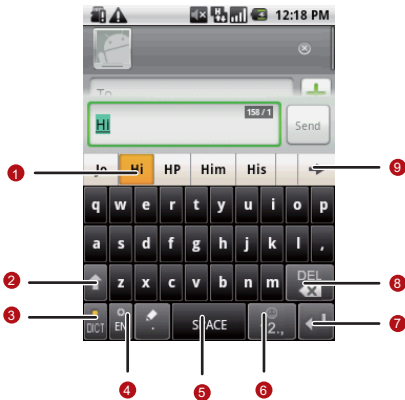 12:18 PM
To
158 / 1
Hi
Send
Jo Hi HP Him His
1
9
q w e r t y u i o p
a s d f g h j k l ,
2
z x c v b n m DEL
8
3
DICT EN . SPACE 12.,
7
4
5
6